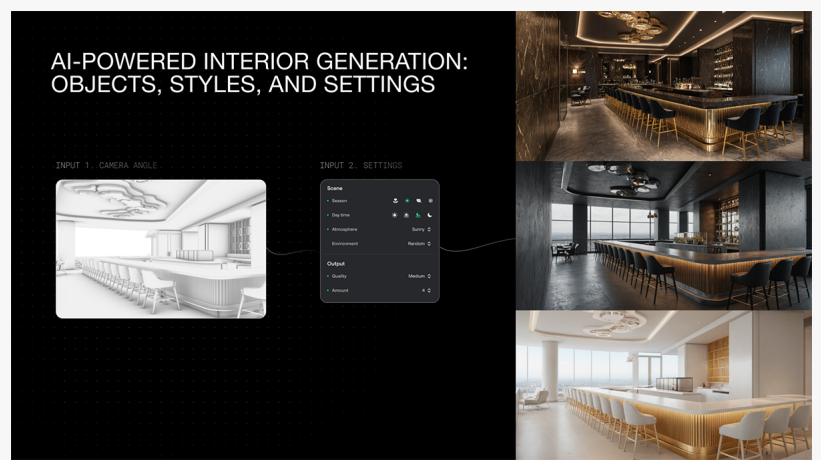 AI-POWERED INTERIOR GENERATION:
OBJECTS, STYLES, AND SETTINGS
INPUT 1. CAMERA ANGLE
INPUT 2. SETTINGS
Scene
Season
Day time
Atmosphere Sunny
Environment Random
Output
Quality Medium
Amount 4